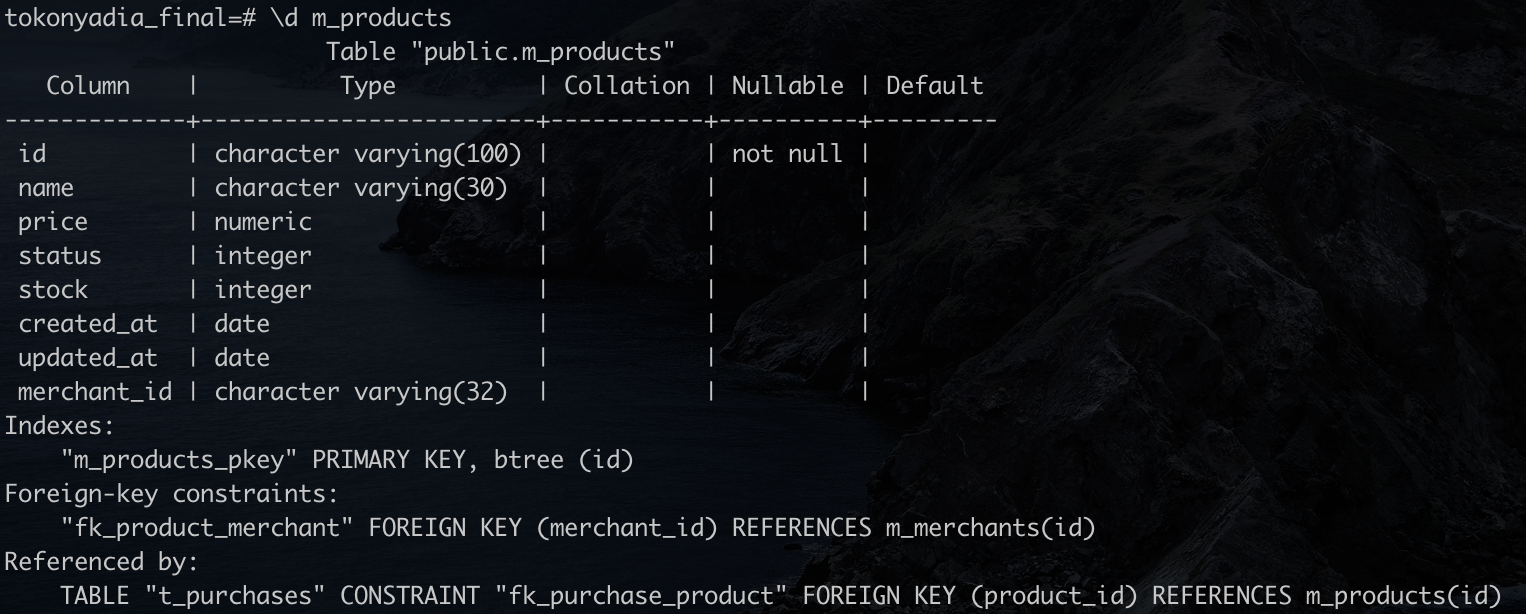 tokonyadia_final=# \d m_products
                       Table "public.m_products"
   Column    |          Type          | Collation | Nullable | Default
-------------+------------------------+-----------+----------+---------
 id          | character varying(100) |           | not null |
 name        | character varying(30)  |           |          |
 price       | numeric                |           |          |
 status      | integer                |           |          |
 stock       | integer                |           |          |
 created_at  | date                   |           |          |
 updated_at  | date                   |           |          |
 merchant_id | character varying(32)  |           |          |
Indexes:
    "m_products_pkey" PRIMARY KEY, btree (id)
Foreign-key constraints:
    "fk_product_merchant" FOREIGN KEY (merchant_id) REFERENCES m_merchants(id)
Referenced by:
    TABLE "t_purchases" CONSTRAINT "fk_purchase_product" FOREIGN KEY (product_id) REFERENCES m_products(id)